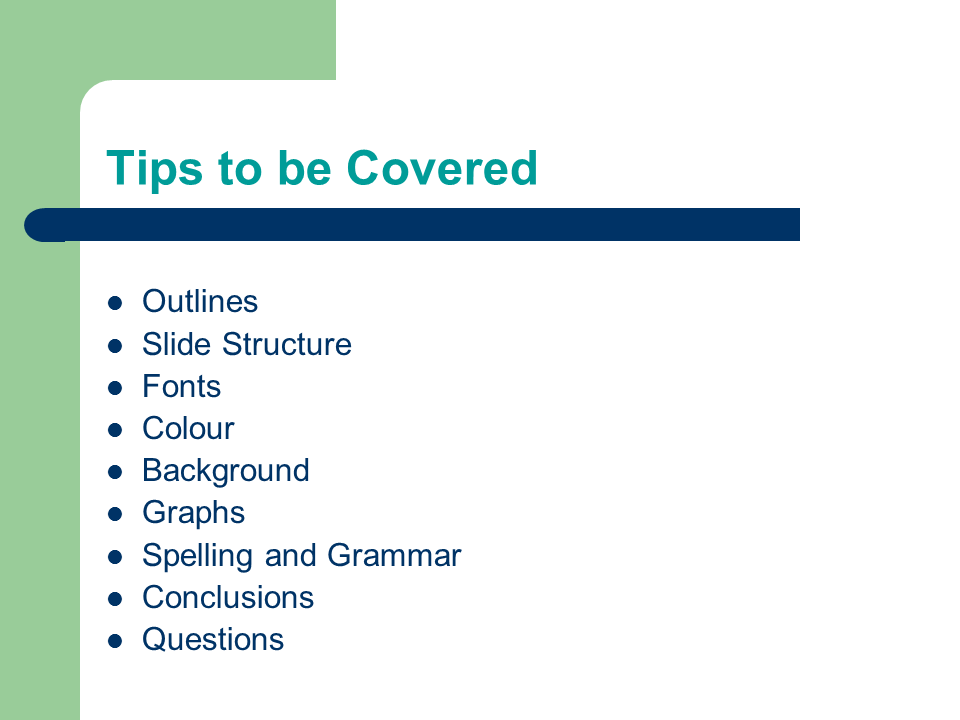 Tips to be Covered
Outlines
Slide Structure
Fonts
Colour
Background
Graphs
Spelling and Grammar
Conclusions
Questions